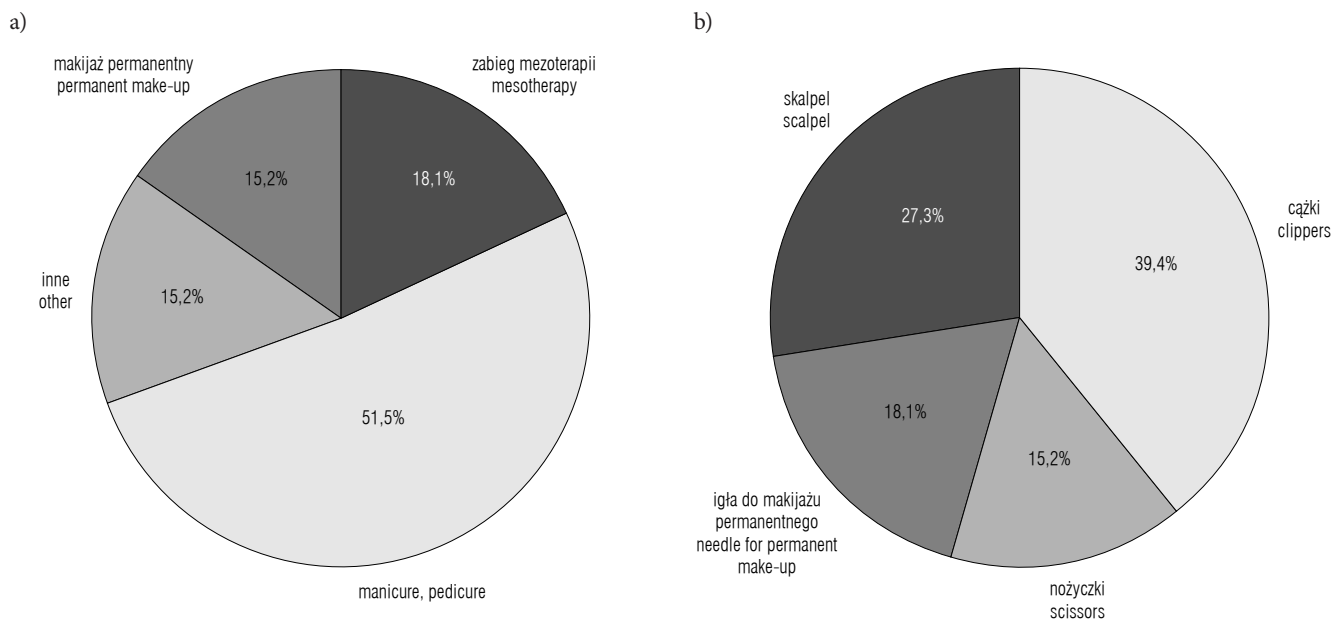 a)
makijaż permanentny
permanent make-up
zabieg mezoterapii
mesotherapy
15,2%
18,1%
inne
other
15,2%
51,5%
manicure, pedicure
b)
skalpel
scalpel
cążki
clippers
27,3%
39,4%
18,1%
15,2%
igła do makijażu
permanentnego
needle for permanent
make-up
nożyczki
scissors